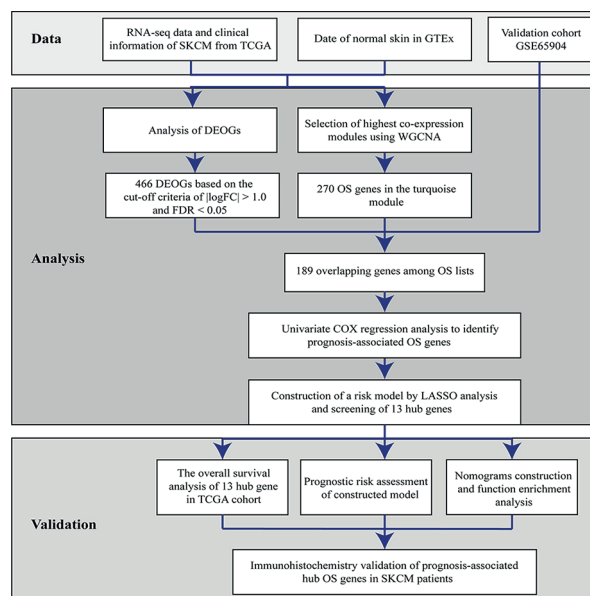 Data
RNA-seq data and clinical
information of SKCM from TCGA
Date of normal skin in GTEx
Validation cohort
GSE65904
Analysis
Analysis of DEOGs
Selection of highest co-expression
modules using WGCNA
466 DEOGs based on the
cut-off criteria of |logFC| > 1.0
and FDR < 0.05
270 OS genes in the turquoise
module
189 overlapping genes among OS lists
Univariate COX regression analysis to identify
prognosis-associated OS genes
Construction of a risk model by LASSO analysis
and screening of 13 hub genes
Validation
The overall survival
analysis of 13 hub gene
in TCGA cohort
Prognostic risk assessment
of constructed model
Nomograms construction
and function enrichment
analysis
Immunohistochemistry validation of prognosis-associated
hub OS genes in SKCM patients